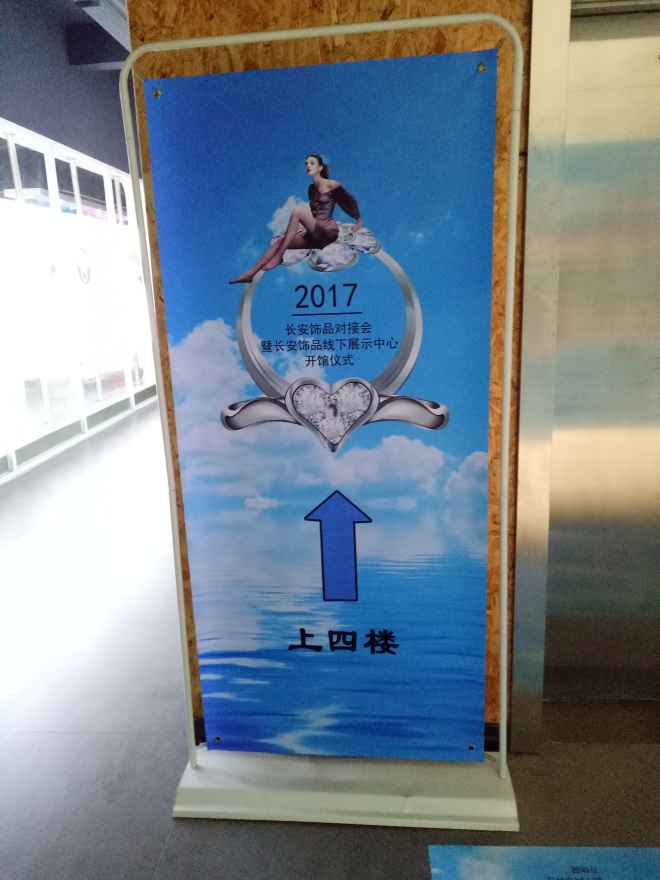 2017
长安饰品对接会
暨长安饰品线下展示中心
开馆仪式
上四楼